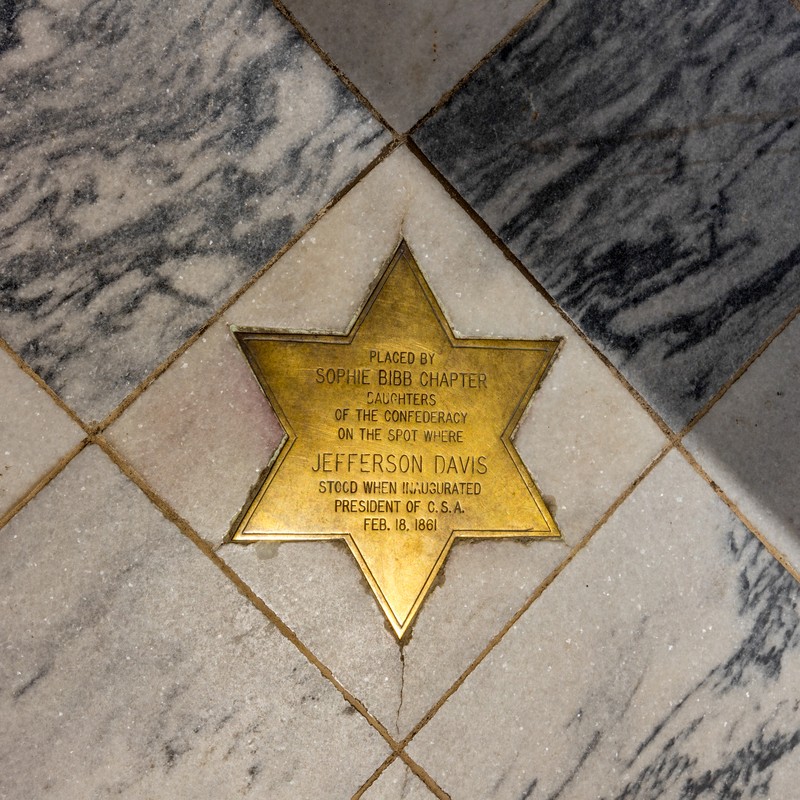 PLACED BY
SOPHIE BIBB CHAPTER
DAUGHTERS
OF THE CONFEDERACY
ON THE SPOT WHERE
JEFFERSON DAVIS
STOOD WHEN INAUGURATED
PRESIDENT OF C.S.A.
FEB. 18, 1861